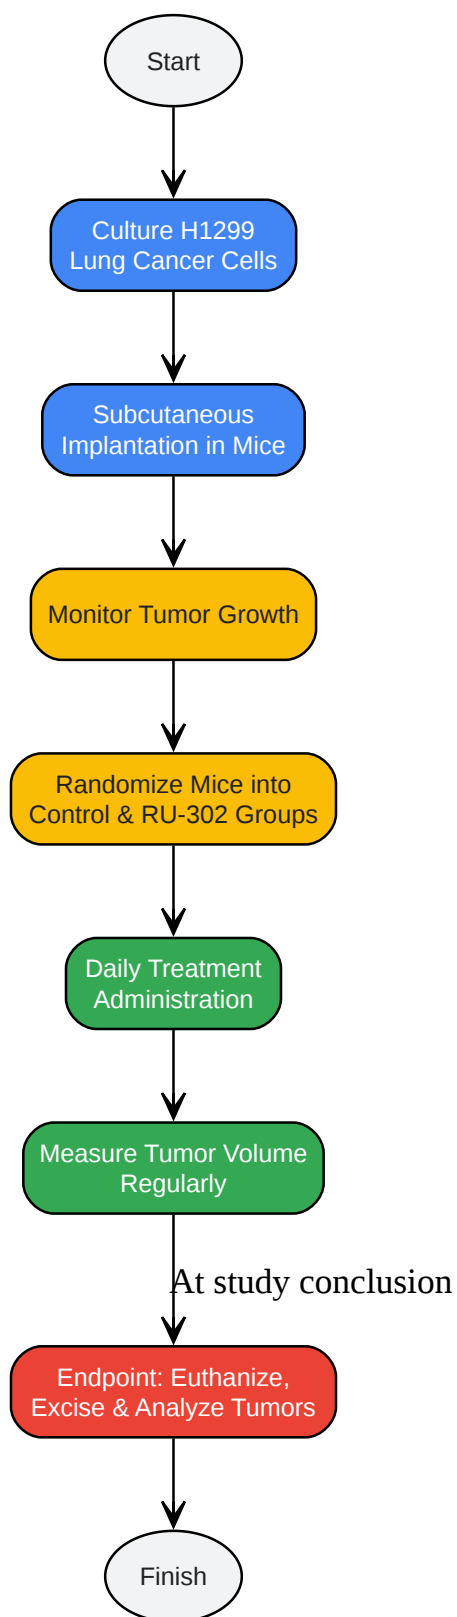 Start
Culture H1299
Lung Cancer Cells
Subcutaneous
Implantation in Mice
Monitor Tumor Growth
Randomize Mice into
Control & RU-302 Groups
Daily Treatment
Administration
Measure Tumor Volume
Regularly
At study conclusion
Endpoint: Euthanize,
Excise & Analyze Tumors
Finish